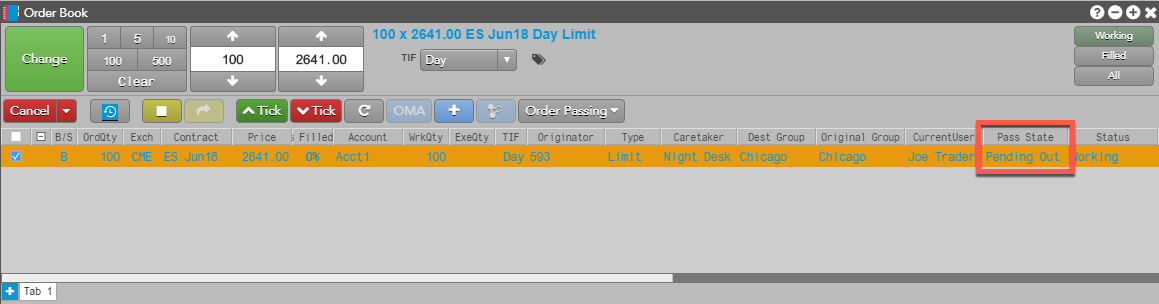 Order Book
Change
1 5 10
100 500
Clear
100
2641.00
100 x 2641.00 ES Jun18 Day Limit
TIF Day
Working
Filled
All
Cancel Tick Tick OMA Order Passing
B/S OrdQty Exch Contract Price % Filled Account WrkQty ExeQty TIF Originator Type Caretaker Dest Group Original Group CurrentUser Pass State Status
B 100 CME ES Jun18 2641.00 0% Acct1 100 Day 593 Limit Night Desk Chicago Chicago Joe Trader Pending Out Working
Tab 1